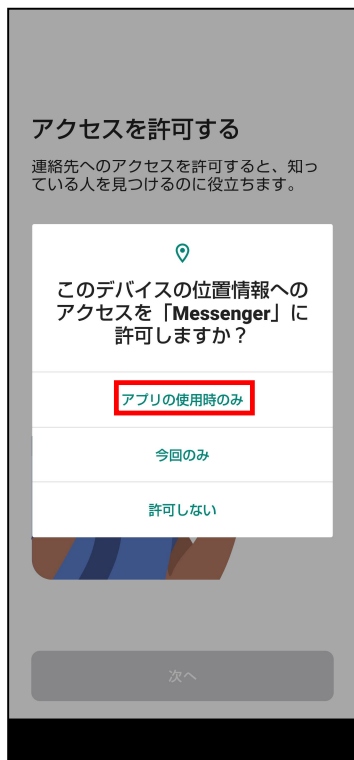 アクセスを許可する
連絡先へのアクセスを許可すると、知っ
ている人を見つけるのに役立ちます。
このデバイスの位置情報への
アクセスを「Messenger」に
許可しますか？
アプリの使用時のみ
今回のみ
許可しない
次へ